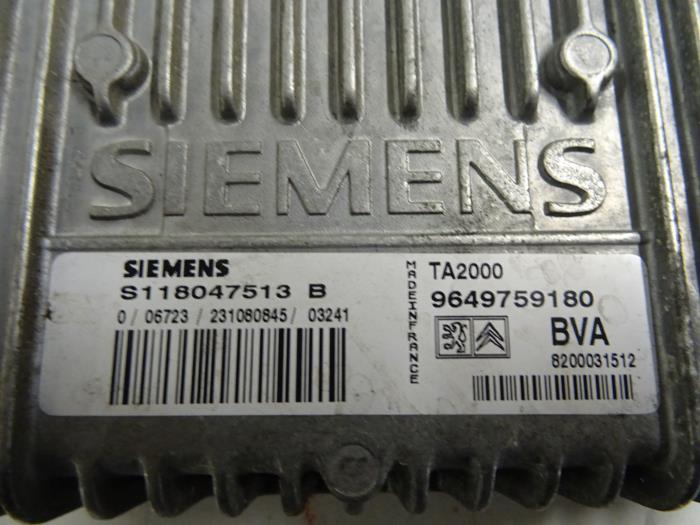 SIEMENS
SIEMENS
S118047513 B
0 / 06723 / 231080845 / 03241
MADEINFRANCE
TA2000
9649759180
BVA
8200031512